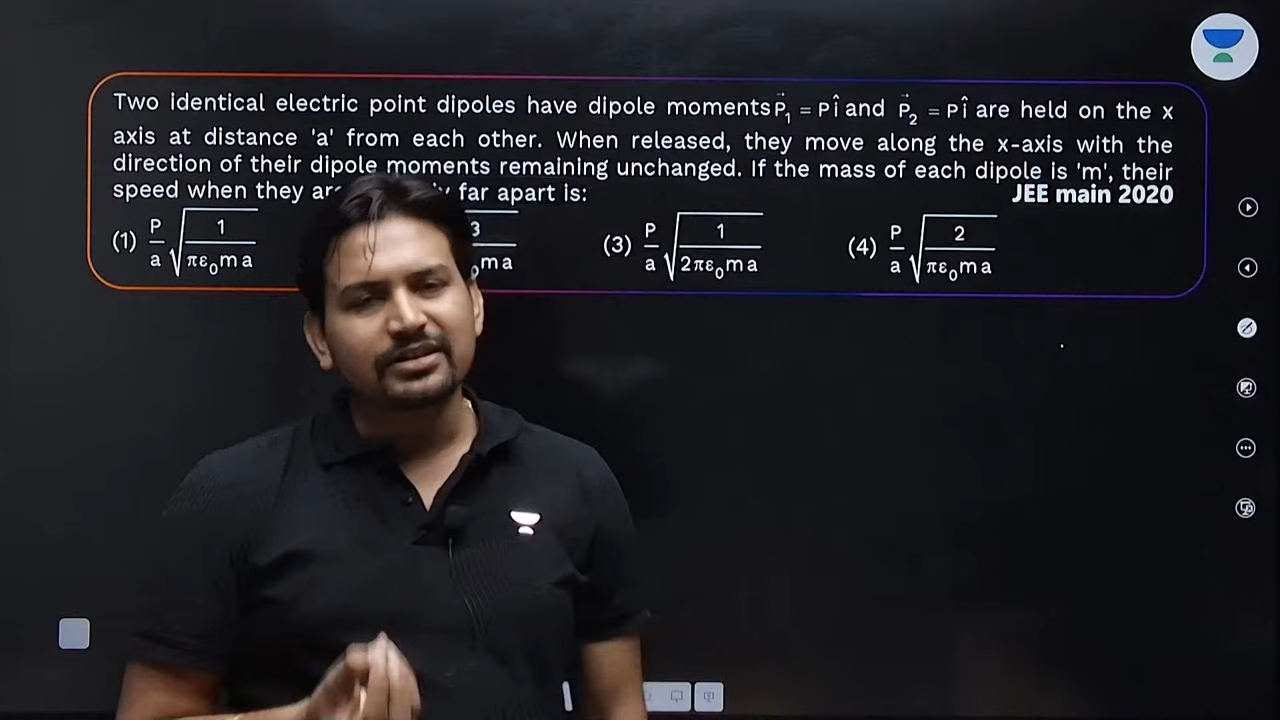 Two identical electric point dipoles have dipole moments P⃗₁ = Pî and P⃗₂ = Pî are held on the x
axis at distance 'a' from each other. When released, they move along the x-axis with the
direction of their dipole moments remaining unchanged. If the mass of each dipole is 'm', their
speed when they are far apart is: JEE main 2020
(1) P/a √(1/(πε₀ma)) 3/(₀ma) (3) P/a √(1/(2πε₀ma)) (4) P/a √(2/(πε₀ma))